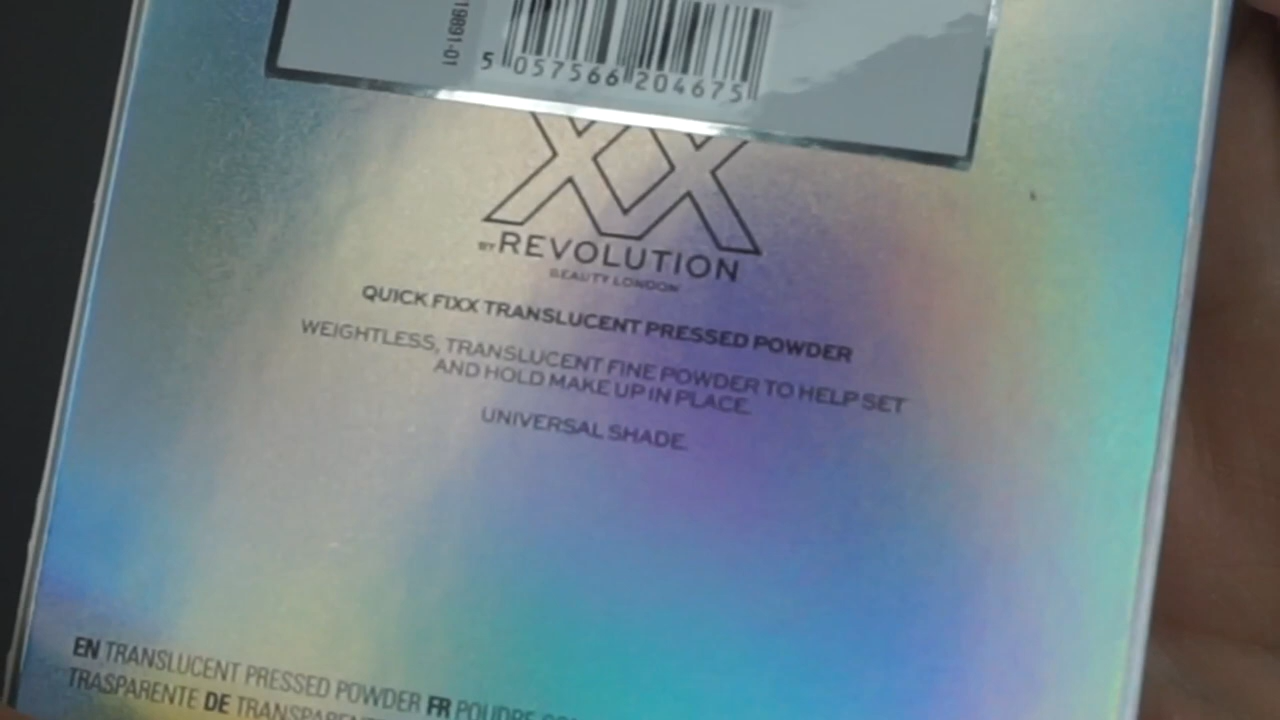 19891-01
5 057566 204675
XX
BY REVOLUTION
BEAUTY LONDON
QUICK FIXX TRANSLUCENT PRESSED POWDER
WEIGHTLESS, TRANSLUCENT FINE POWDER TO HELP SET
AND HOLD MAKE UP IN PLACE.
UNIVERSAL SHADE.
EN TRANSLUCENT PRESSED POWDER FR POUDRE
TRASPARENTE DE